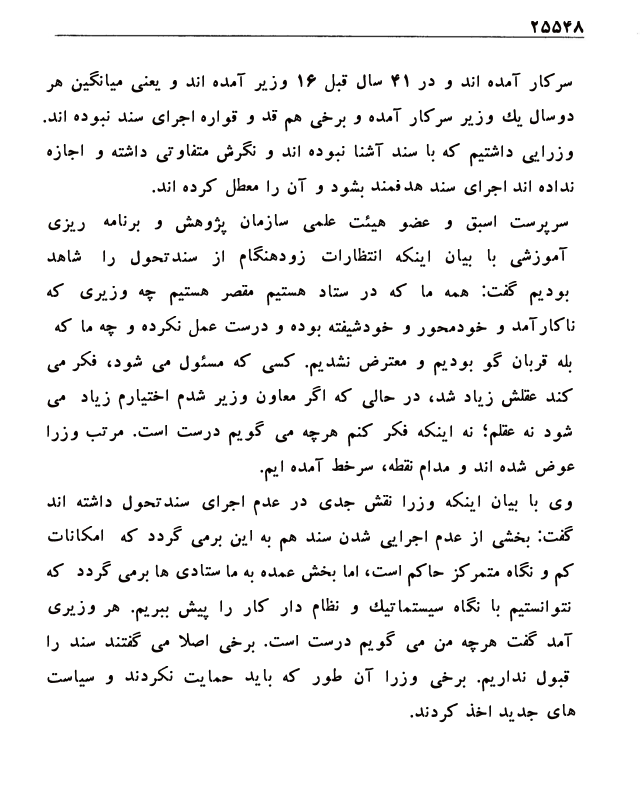 ۲۵۵۴۸
سرکار آمده اند و در ۴۱ سال قبل ۱۶ وزیر آمده اند و یعنی میانگین هر
دوسال یك وزیر سرکار آمده و برخی هم قد و قواره اجرای سند نبوده اند.
وزرایی داشتیم که با سند آشنا نبوده اند و نگرش متفاوتی داشته و اجازه
نداده اند اجرای سند هدفمند بشود و آن را معطل کرده اند.
سرپرست اسبق و عضو هیئت علمی سازمان پژوهش و برنامه ریزی
آموزشی با بیان اینکه انتظارات زودهنگام از سندتحول را شاهد
بودیم گفت: همه ما که در ستاد هستیم مقصر هستیم چه وزیری که
ناکارآمد و خودمحور و خودشیفته بوده و درست عمل نکرده و چه ما که
بله قربان گو بودیم و معترض نشدیم. کسی که مسئول می شود، فکر می
کند عقلش زیاد شد، در حالی که اگر معاون وزیر شدم اختیارم زیاد می
شود نه عقلم؛ نه اینکه فکر کنم هرچه می گویم درست است. مرتب وزرا
عوض شده اند و مدام نقطه، سرخط آمده ایم.
وی با بیان اینکه وزرا نقش جدی در عدم اجرای سندتحول داشته اند
گفت: بخشی از عدم اجرایی شدن سند هم به این برمی گردد که امکانات
کم و نگاه متمرکز حاکم است، اما بخش عمده به ما ستادی ها برمی گردد که
نتوانستیم با نگاه سیستماتیك و نظام دار کار را پیش ببریم. هر وزیری
آمد گفت هرچه من می گویم درست است. برخی اصلا می گفتند سند را
قبول نداریم. برخی وزرا آن طور که باید حمایت نکردند و سیاست
های جدید اخذ کردند.